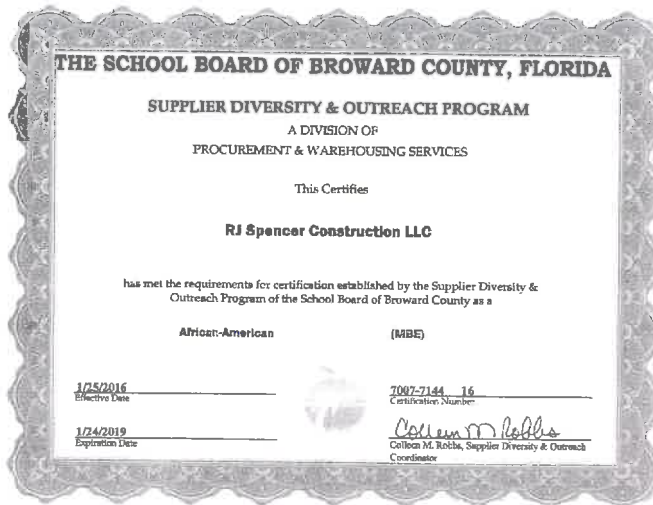 THE SCHOOL BOARD OF BROWARD COUNTY, FLORIDA
SUPPLIER DIVERSITY & OUTREACH PROGRAM
A DIVISION OF
PROCUREMENT & WAREHOUSING SERVICES
This Certifies
RJ Spencer Construction LLC
has met the requirements for certification established by the Supplier Diversity &
Outreach Program of the School Board of Broward County as a
African-American (MBE)
1/25/2016 7007-7144 16
Effective Date Certification Number
1/24/2019 Colleen M Robbs
Expiration Date Colleen M. Robbs, Supplier Diversity & Outreach
Coordinator